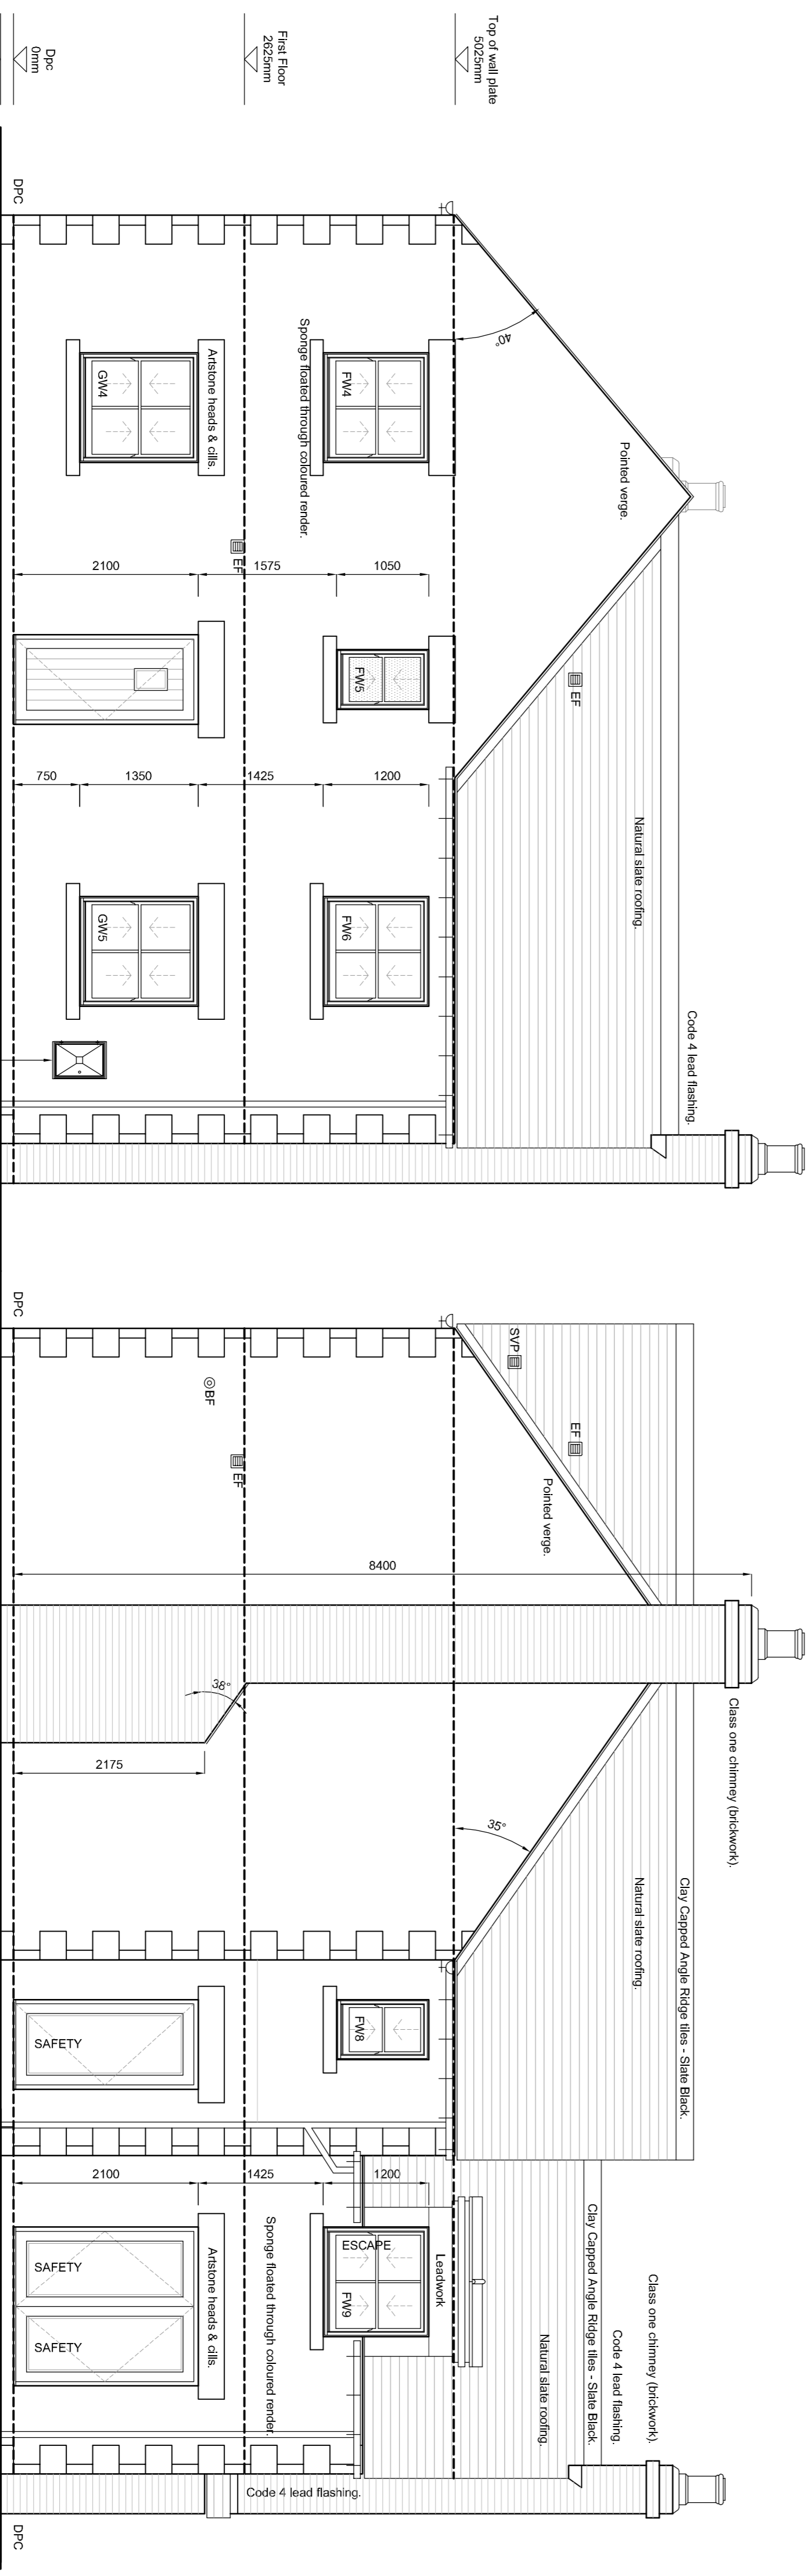 Top of wall plate
5025mm
First Floor
2625mm
Dpc
0mm
DPC
40°
Pointed verge.
EF
Natural slate roofing.
Code 4 lead flashing.
FW4
Sponge floated through coloured render.
FW5
FW6
1050
1200
EF
1575
1425
GW4
Artstone heads & cills.
2100
750
1350
GW5
DPC
SVP
EF
Pointed verge.
BF
EF
8400
38°
2175
Class one chimney (brickwork).
35°
Clay Capped Angle Ridge tiles - Slate Black.
Natural slate roofing.
FW8
SAFETY
2100
1425
1200
ESCAPE
FW9
Leadwork
SAFETY
SAFETY
Artstone heads & cills.
Sponge floated through coloured render.
Class one chimney (brickwork).
Code 4 lead flashing.
Clay Capped Angle Ridge tiles - Slate Black.
Natural slate roofing.
Code 4 lead flashing.
DPC